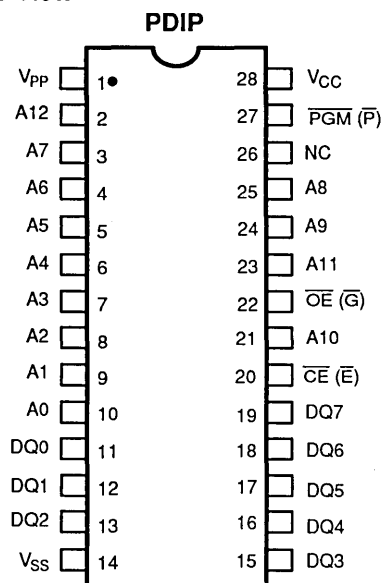 PDIP
VPP 1 28 VCC
A12 2 27 PGM (P)
A7 3 26 NC
A6 4 25 A8
A5 5 24 A9
A4 6 23 A11
A3 7 22 OE (G)
A2 8 21 A10
A1 9 20 CE (E)
A0 10 19 DQ7
DQ0 11 18 DQ6
DQ1 12 17 DQ5
DQ2 13 16 DQ4
VSS 14 15 DQ3